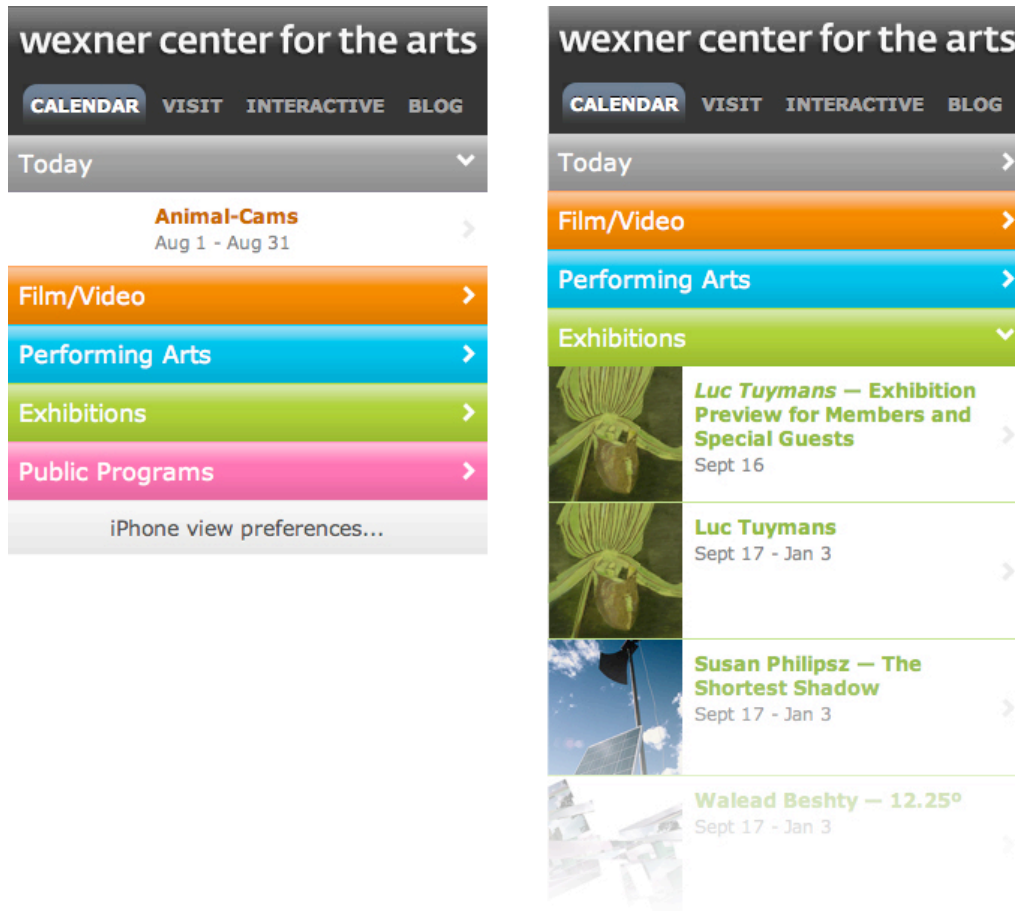 wexner center for the arts
CALENDAR VISIT INTERACTIVE BLOG
Today
Animal-Cams
Aug 1 - Aug 31
Film/Video
Performing Arts
Exhibitions
Public Programs
iPhone view preferences...
wexner center for the arts
CALENDAR VISIT INTERACTIVE BLOG
Today
Film/Video
Performing Arts
Exhibitions
Luc Tuymans — Exhibition
Preview for Members and
Special Guests
Sept 16
Luc Tuymans
Sept 17 - Jan 3
Susan Philipsz — The
Shortest Shadow
Sept 17 - Jan 3
Walead Beshty — 12.25º
Sept 17 - Jan 3